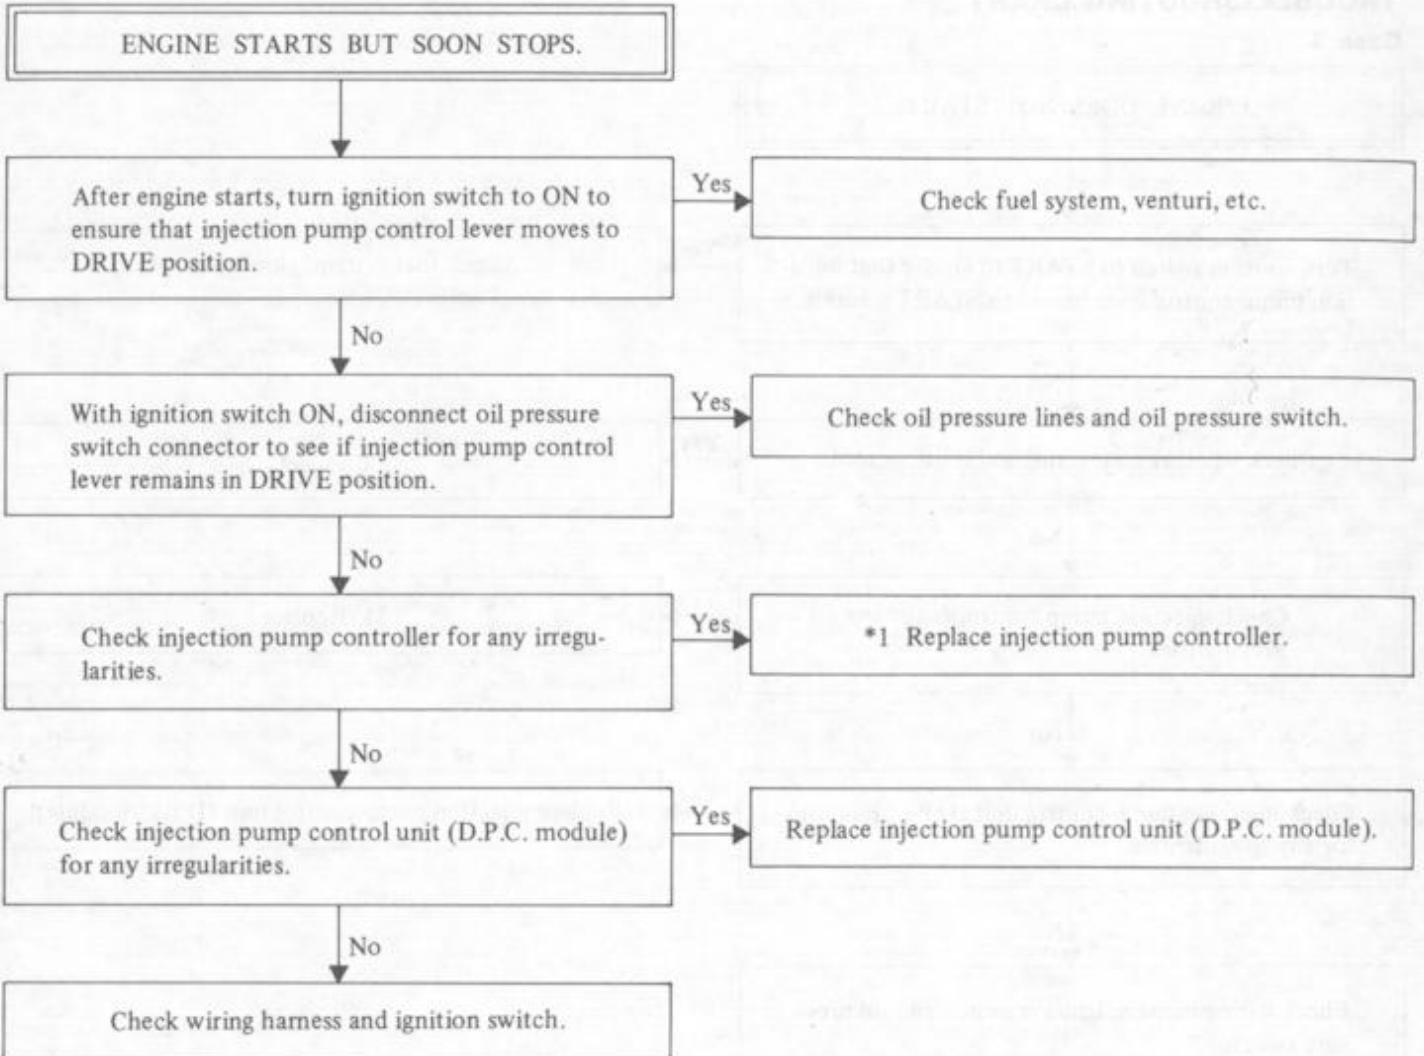 ENGINE STARTS BUT SOON STOPS.
After engine starts, turn ignition switch to ON to
ensure that injection pump control lever moves to
DRIVE position.
Yes
Check fuel system, venturi, etc.
No
With ignition switch ON, disconnect oil pressure
switch connector to see if injection pump control
lever remains in DRIVE position.
Yes
Check oil pressure lines and oil pressure switch.
No
Check injection pump controller for any irregu-
larities.
Yes
*1 Replace injection pump controller.
No
Check injection pump control unit (D.P.C. module)
for any irregularities.
Yes
Replace injection pump control unit (D.P.C. module).
No
Check wiring harness and ignition switch.